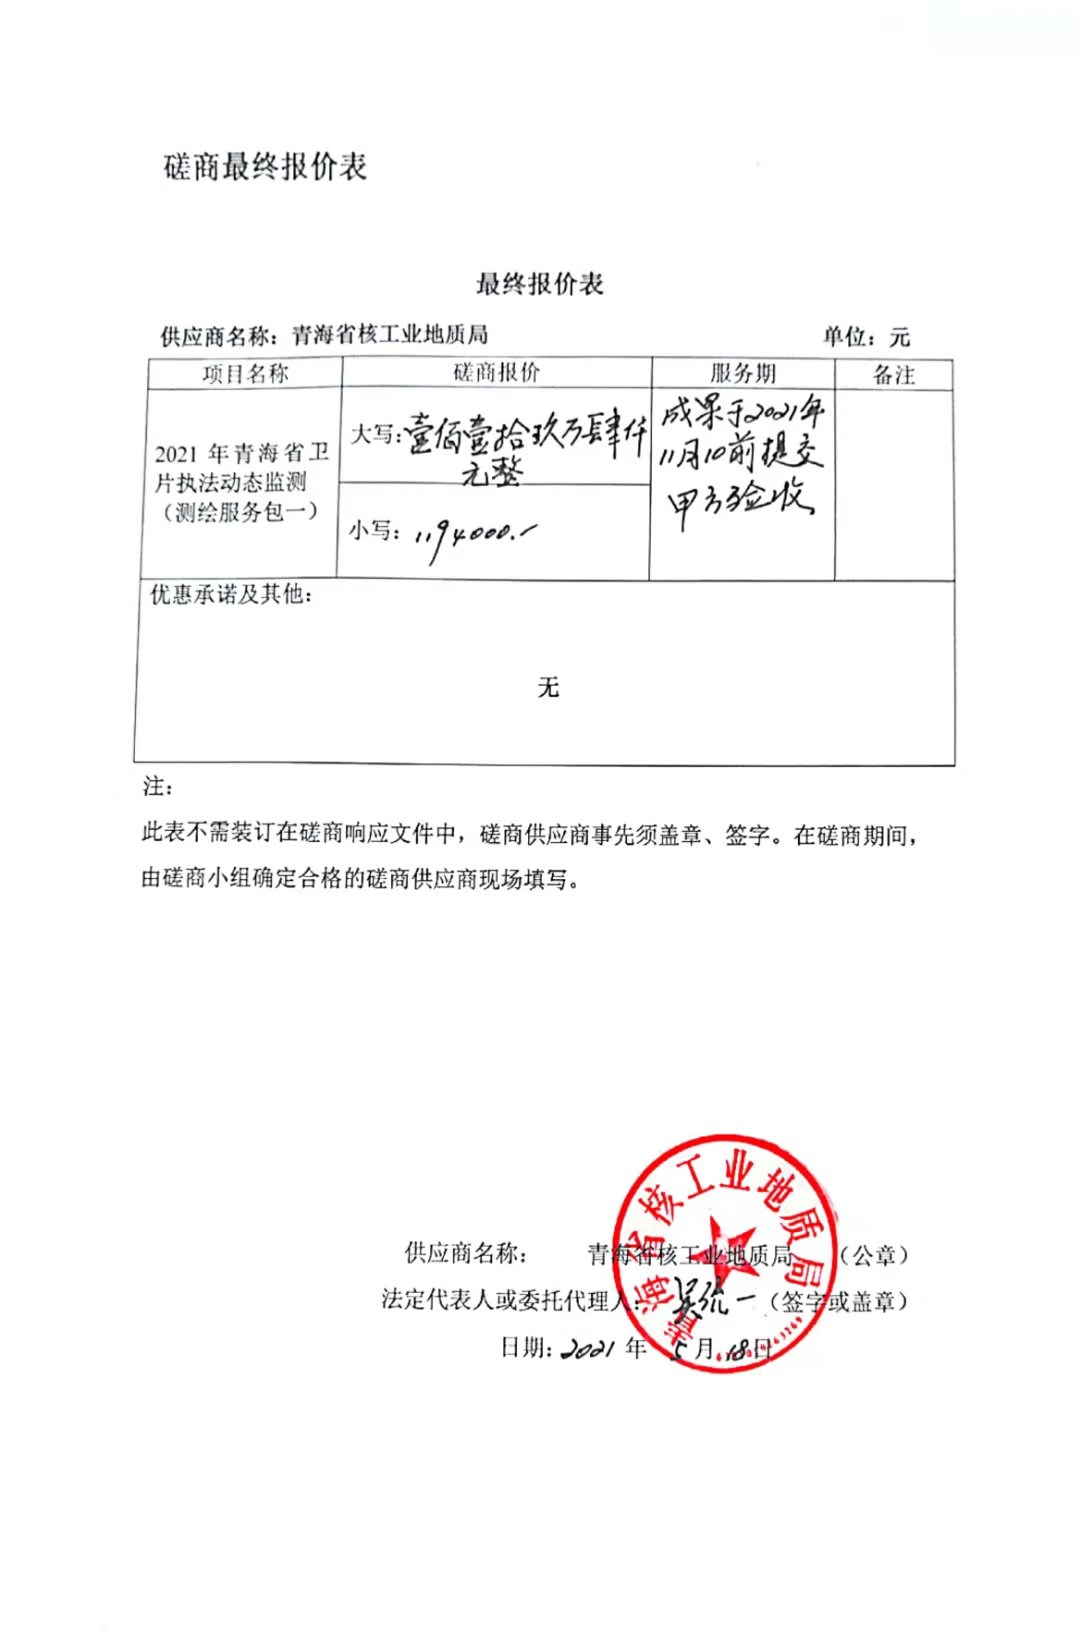 磋商最终报价表
最终报价表
供应商名称：青海省核工业地质局 单位：元
项目名称 磋商报价 服务期 备注
2021 年青海省卫
片执法动态监测
（测绘服务包一）
大写：壹佰壹拾玖万肆仟
元整
小写：1194000.-
成果于2021年
11月10前提交
甲方验收
优惠承诺及其他：
无
注：
此表不需装订在磋商响应文件中，磋商供应商事先须盖章、签字。在磋商期间，
由磋商小组确定合格的磋商供应商现场填写。
青海省核工业地质局
供应商名称： 青海省核工业地质局 （公章）
法定代表人或委托代理人： （签字或盖章）
日期：2021 年 5 月 18 日